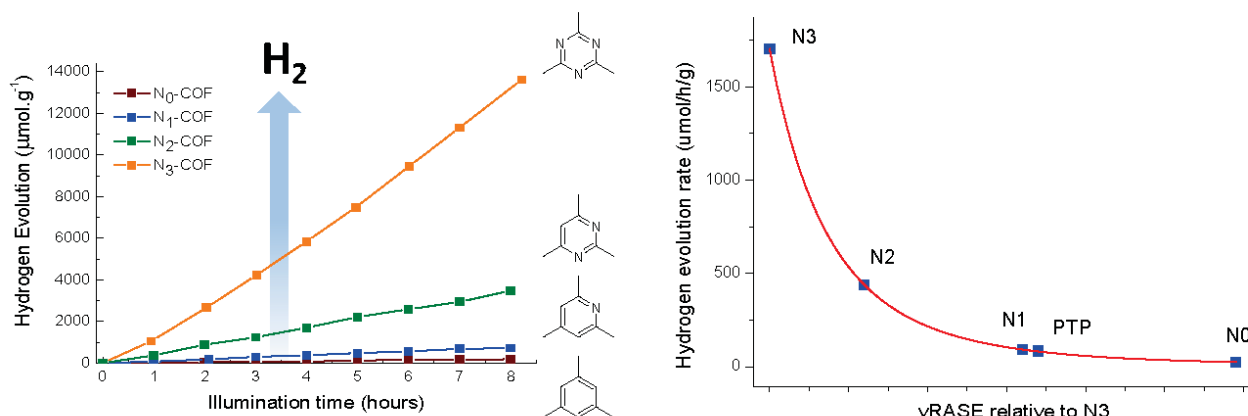 H2
Hydrogen Evolution (µmol.g-1)
14000
12000
10000
8000
6000
4000
2000
0
N0-COF
N1-COF
N2-COF
N3-COF
0 1 2 3 4 5 6 7 8
Illumination time (hours)
N
N
N
N
N
N
Hydrogen evolution rate (umol/h/g)
1500
1000
500
0
N3
N2
N1
PTP
N0
vRASE relative to N3